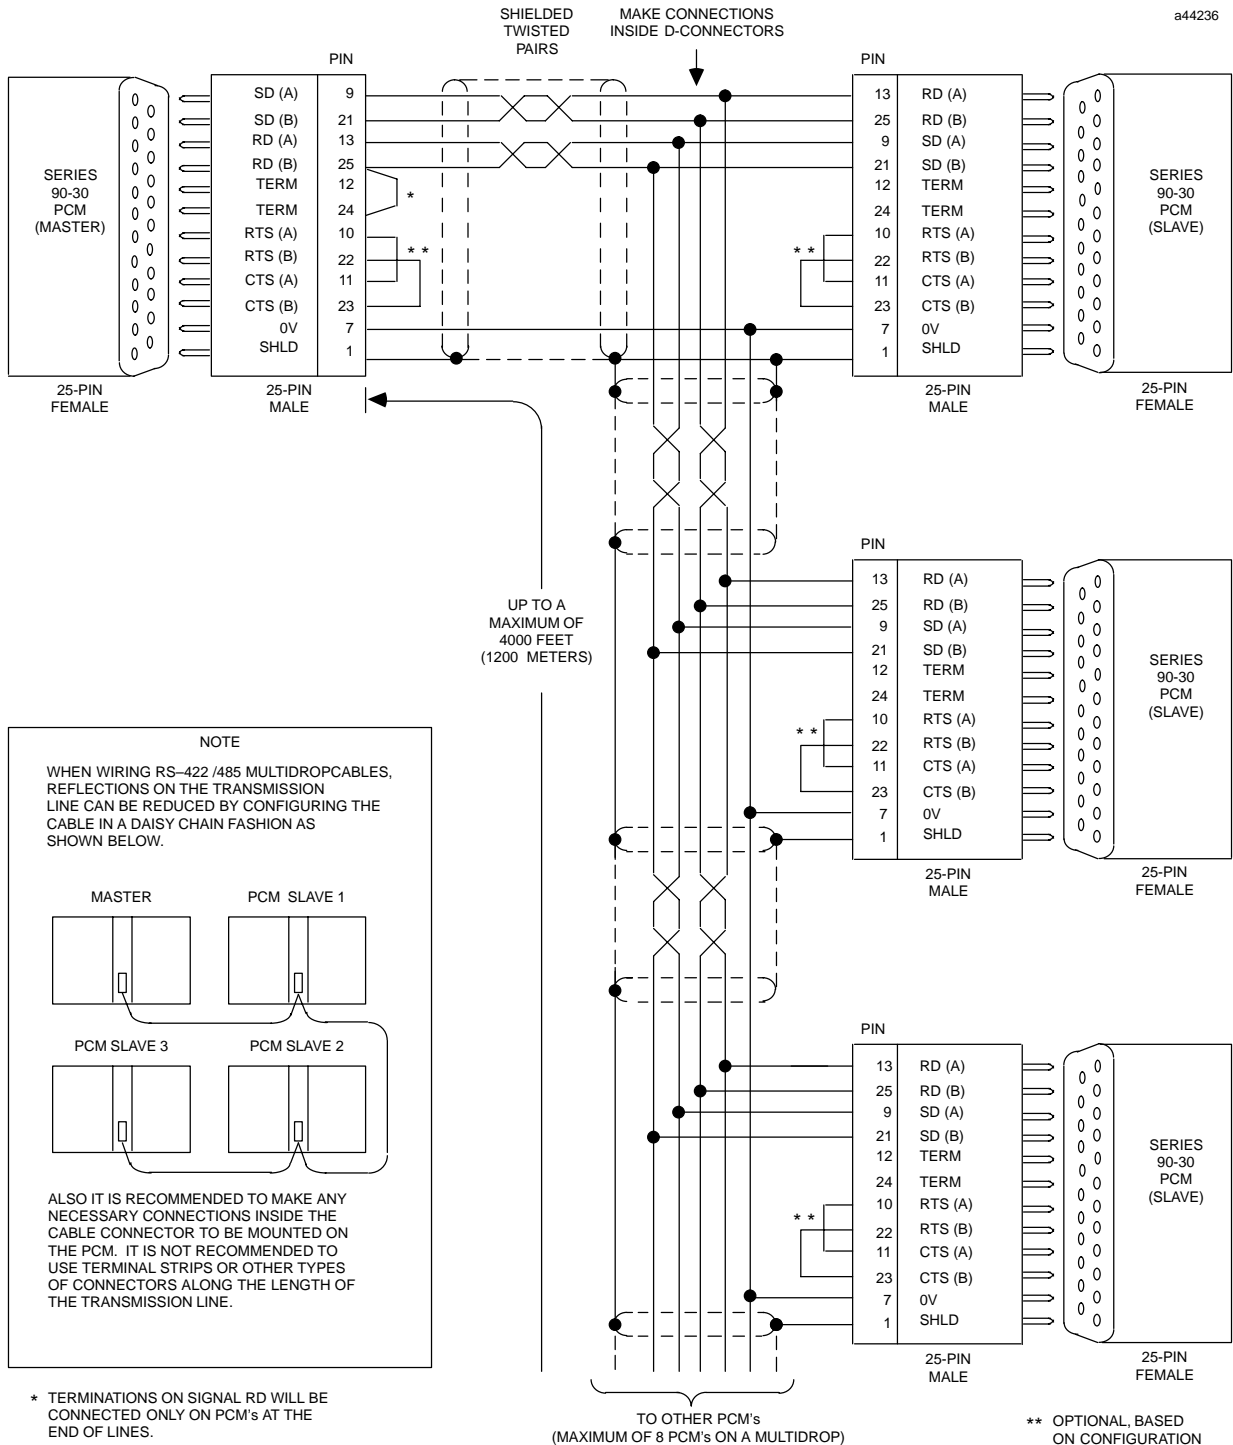 SHIELDED
TWISTED
PAIRS
MAKE CONNECTIONS
INSIDE D-CONNECTORS
a44236
SERIES
90-30
PCM
(MASTER)
25-PIN
FEMALE
PIN
SD (A) 9
SD (B) 21
RD (A) 13
RD (B) 25
TERM 12
TERM 24
RTS (A) 10
RTS (B) 22
CTS (A) 11
CTS (B) 23
0V 7
SHLD 1
25-PIN
MALE
*
* *
PIN
13 RD (A)
25 RD (B)
9 SD (A)
21 SD (B)
12 TERM
24 TERM
10 RTS (A)
22 RTS (B)
11 CTS (A)
23 CTS (B)
7 0V
1 SHLD
* *
25-PIN
MALE
SERIES
90-30
PCM
(SLAVE)
25-PIN
FEMALE
UP TO A
MAXIMUM OF
4000 FEET
(1200 METERS)
PIN
13 RD (A)
25 RD (B)
9 SD (A)
21 SD (B)
12 TERM
24 TERM
10 RTS (A)
22 RTS (B)
11 CTS (A)
23 CTS (B)
7 0V
1 SHLD
* *
25-PIN
MALE
SERIES
90-30
PCM
(SLAVE)
25-PIN
FEMALE
NOTE
WHEN WIRING RS–422 /485 MULTIDROPCABLES,
REFLECTIONS ON THE TRANSMISSION
LINE CAN BE REDUCED BY CONFIGURING THE
CABLE IN A DAISY CHAIN FASHION AS
SHOWN BELOW.
MASTER
PCM SLAVE 1
PCM SLAVE 3
PCM SLAVE 2
ALSO IT IS RECOMMENDED TO MAKE ANY
NECESSARY CONNECTIONS INSIDE THE
CABLE CONNECTOR TO BE MOUNTED ON
THE PCM. IT IS NOT RECOMMENDED TO
USE TERMINAL STRIPS OR OTHER TYPES
OF CONNECTORS ALONG THE LENGTH OF
THE TRANSMISSION LINE.
PIN
13 RD (A)
25 RD (B)
9 SD (A)
21 SD (B)
12 TERM
24 TERM
10 RTS (A)
22 RTS (B)
11 CTS (A)
23 CTS (B)
7 0V
1 SHLD
* *
25-PIN
MALE
SERIES
90-30
PCM
(SLAVE)
25-PIN
FEMALE
* TERMINATIONS ON SIGNAL RD WILL BE
CONNECTED ONLY ON PCM's AT THE
END OF LINES.
TO OTHER PCM's
(MAXIMUM OF 8 PCM's ON A MULTIDROP)
** OPTIONAL, BASED
ON CONFIGURATION